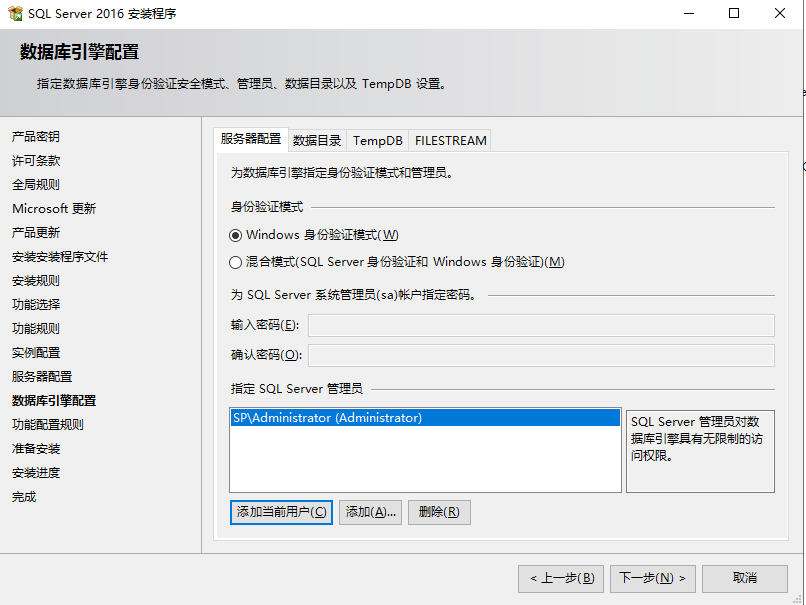 SQL Server 2016 安装程序
数据库引擎配置
指定数据库引擎身份验证安全模式、管理员、数据目录以及 TempDB 设置。
产品密钥
许可条款
全局规则
Microsoft 更新
产品更新
安装安装程序文件
安装规则
功能选择
功能规则
实例配置
服务器配置
数据库引擎配置
功能配置规则
准备安装
安装进度
完成
服务器配置 数据目录 TempDB FILESTREAM
为数据库引擎指定身份验证模式和管理员。
身份验证模式
Windows 身份验证模式(W)
混合模式(SQL Server 身份验证和 Windows 身份验证)(M)
为 SQL Server 系统管理员(sa)帐户指定密码。
输入密码(E):
确认密码(O):
指定 SQL Server 管理员
SP\Administrator (Administrator)
SQL Server 管理员对数
据库引擎具有无限制的访
问权限。
添加当前用户(C) 添加(A)... 删除(R)
< 上一步(B) 下一步(N) > 取消